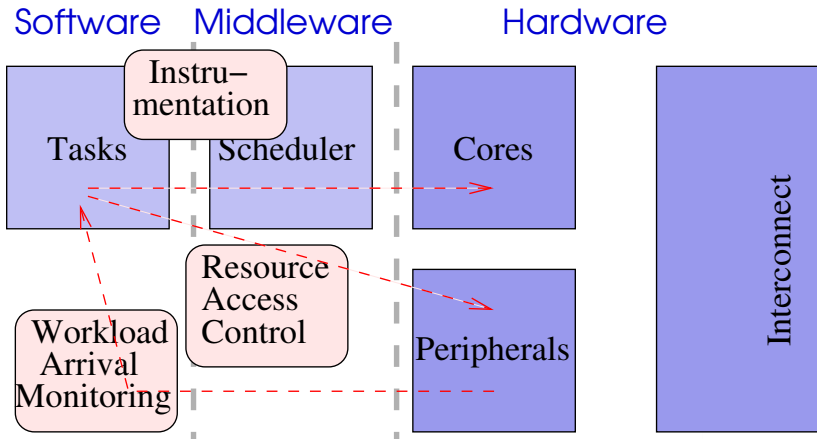 Software
Middleware
Hardware
Instru−
mentation
Tasks
Scheduler
Cores
Interconnect
Resource
Access
Control
Workload
Arrival
Monitoring
Peripherals